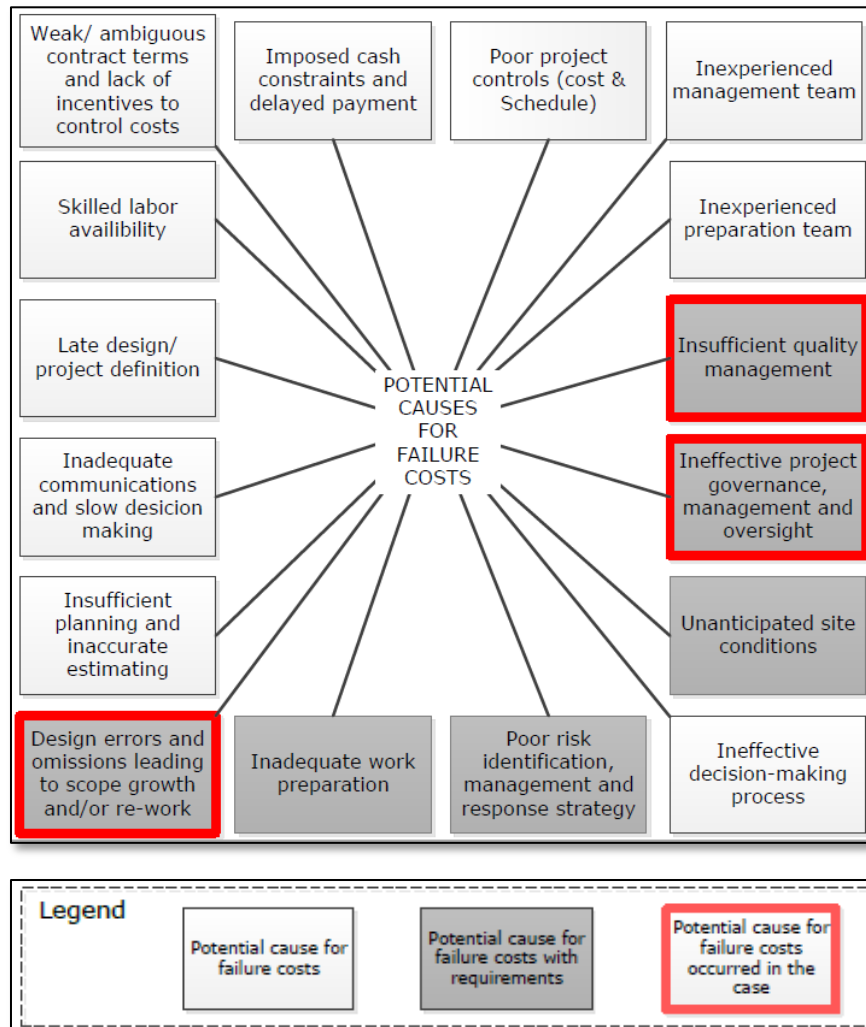 Weak/ ambiguous
contract terms
and lack of
incentives to
control costs
Imposed cash
constraints and
delayed payment
Poor project
controls (cost &
Schedule)
Inexperienced
management team
Skilled labor
availibility
Inexperienced
preparation team
Late design/
project definition
Insufficient quality
management
POTENTIAL
CAUSES
FOR
FAILURE
COSTS
Inadequate
communications
and slow desicion
making
Ineffective project
governance,
management and
oversight
Insufficient
planning and
inaccurate
estimating
Unanticipated site
conditions
Design errors and
omissions leading
to scope growth
and/or re-work
Inadequate work
preparation
Poor risk
identification,
management and
response strategy
Ineffective
decision-making
process
Legend
Potential cause for
failure costs
Potential cause for
failure costs with
requirements
Potential cause for
failure costs
occurred in the
case